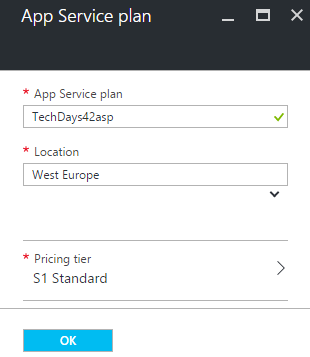 App Service plan
* App Service plan
TechDays42asp
* Location
West Europe
* Pricing tier
S1 Standard
OK